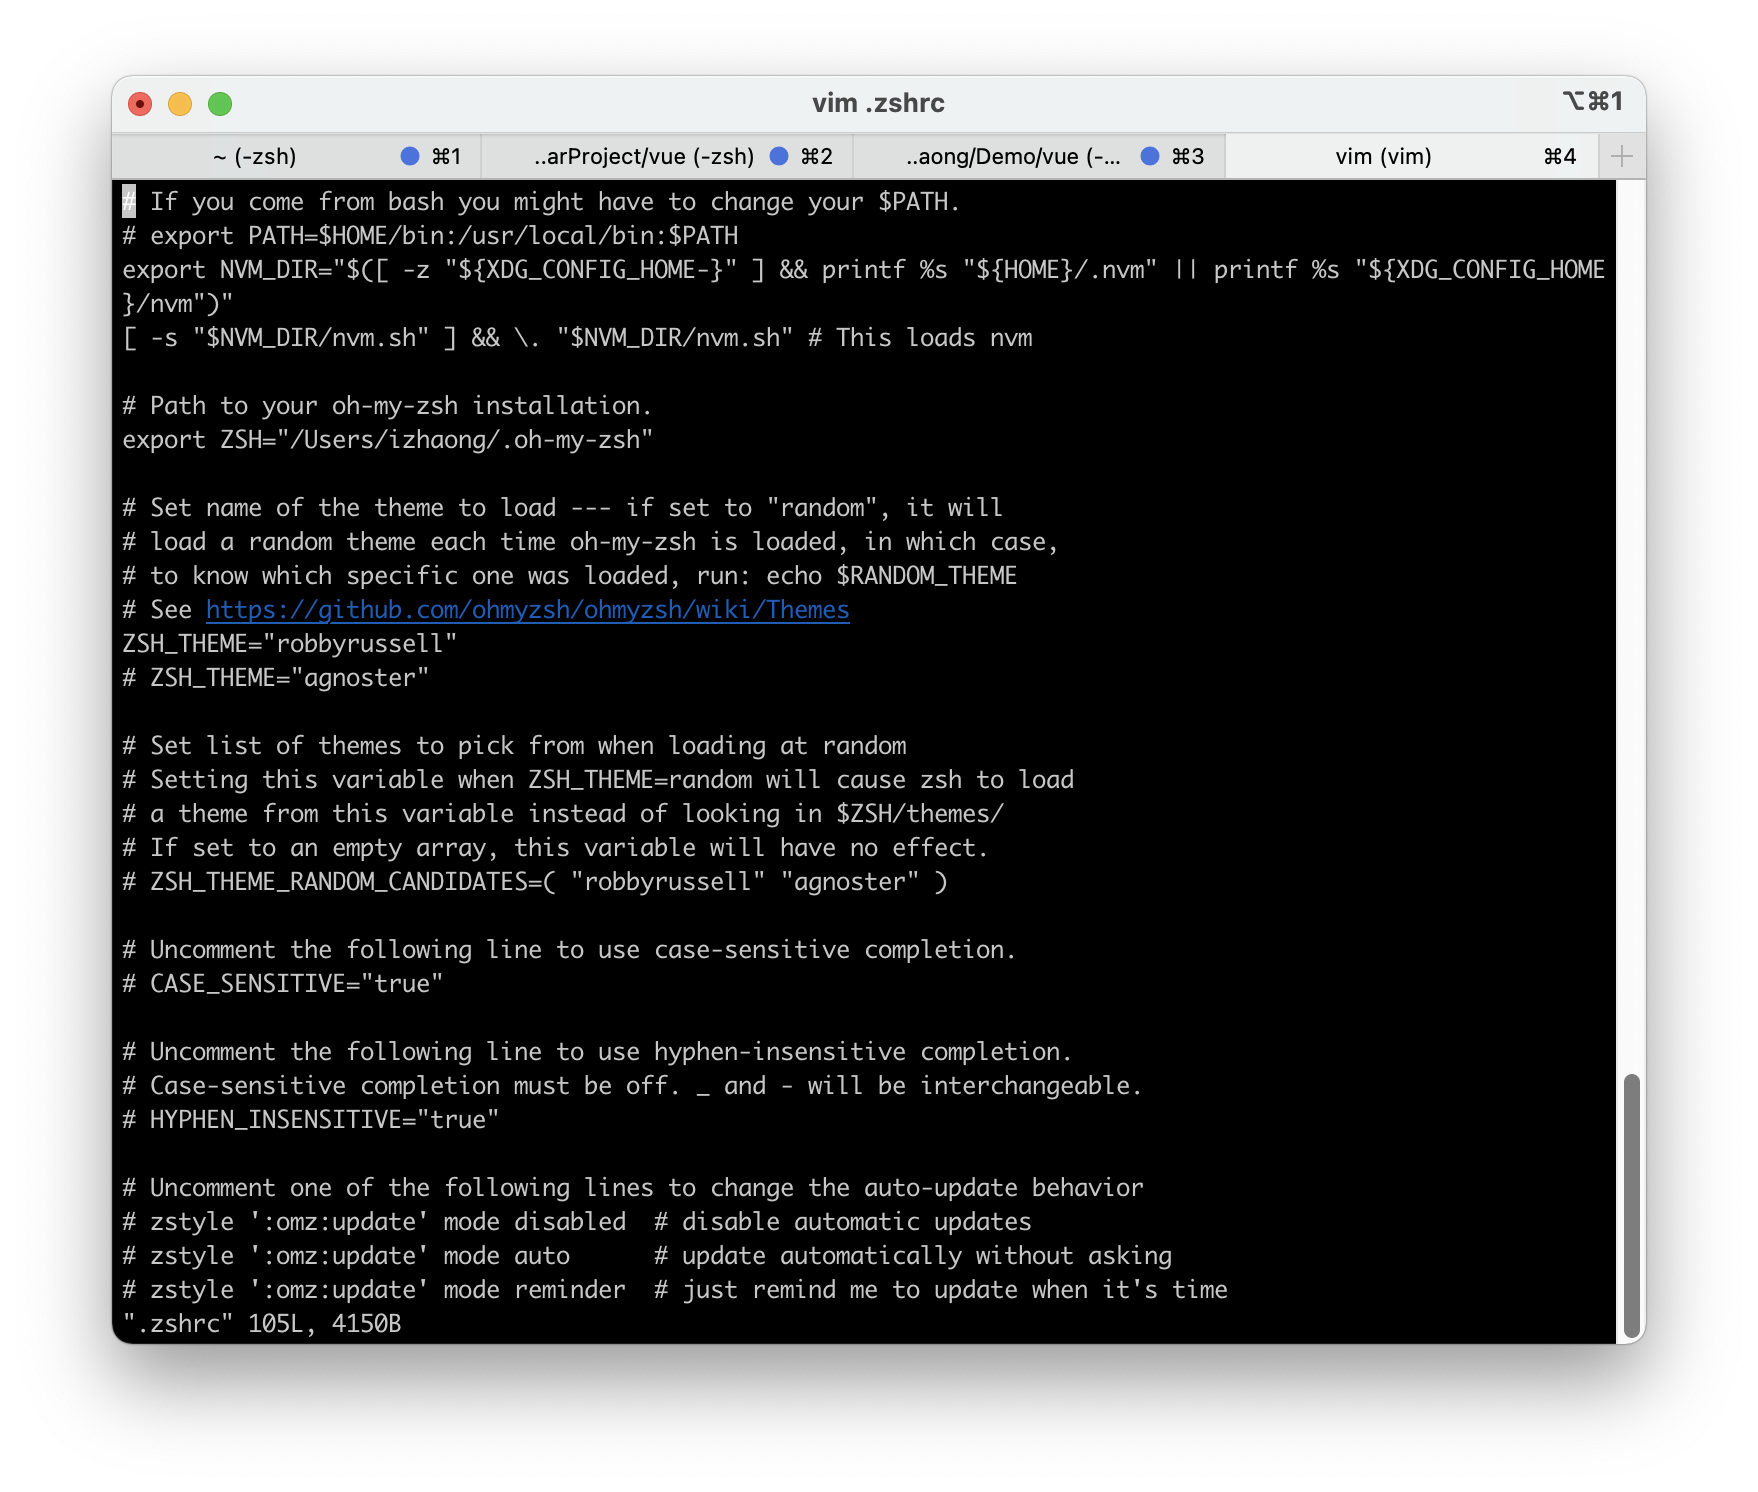 vim .zshrc
⌥⌘1
~ (-zsh) ⌘1
..arProject/vue (-zsh) ⌘2
..aong/Demo/vue (-... ⌘3
vim (vim) ⌘4
# If you come from bash you might have to change your $PATH.
# export PATH=$HOME/bin:/usr/local/bin:$PATH
export NVM_DIR="$([ -z "${XDG_CONFIG_HOME-}" ] && printf %s "${HOME}/.nvm" || printf %s "${XDG_CONFIG_HOME
}/nvm")"
[ -s "$NVM_DIR/nvm.sh" ] && \. "$NVM_DIR/nvm.sh" # This loads nvm

# Path to your oh-my-zsh installation.
export ZSH="/Users/izhaong/.oh-my-zsh"

# Set name of the theme to load --- if set to "random", it will
# load a random theme each time oh-my-zsh is loaded, in which case,
# to know which specific one was loaded, run: echo $RANDOM_THEME
# See https://github.com/ohmyzsh/ohmyzsh/wiki/Themes
ZSH_THEME="robbyrussell"
# ZSH_THEME="agnoster"

# Set list of themes to pick from when loading at random
# Setting this variable when ZSH_THEME=random will cause zsh to load
# a theme from this variable instead of looking in $ZSH/themes/
# If set to an empty array, this variable will have no effect.
# ZSH_THEME_RANDOM_CANDIDATES=( "robbyrussell" "agnoster" )

# Uncomment the following line to use case-sensitive completion.
# CASE_SENSITIVE="true"

# Uncomment the following line to use hyphen-insensitive completion.
# Case-sensitive completion must be off. _ and - will be interchangeable.
# HYPHEN_INSENSITIVE="true"

# Uncomment one of the following lines to change the auto-update behavior
# zstyle ':omz:update' mode disabled  # disable automatic updates
# zstyle ':omz:update' mode auto      # update automatically without asking
# zstyle ':omz:update' mode reminder  # just remind me to update when it's time
".zshrc" 105L, 4150B